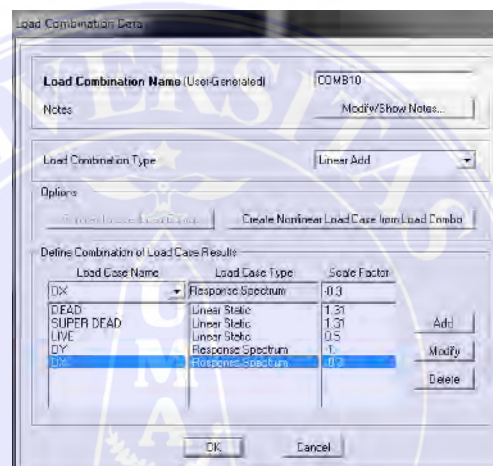 Load Combination Data
Load Combination Name (User-Generated) COMB10
Notes Modify/Show Notes...
Load Combination Type Linear Add
Options
Create Nonlinear Load Case from Load Combo
Define Combination of Load Case Results
Load Case Name Load Case Type Scale Factor
DX Response Spectrum -0.3
DEAD Linear Static 1.31
SUPER DEAD Linear Static 1.31
LIVE Linear Static 0.5
DY Response Spectrum -1.
DX Response Spectrum -0.3
Add
Modify
Delete
OK Cancel
UMA